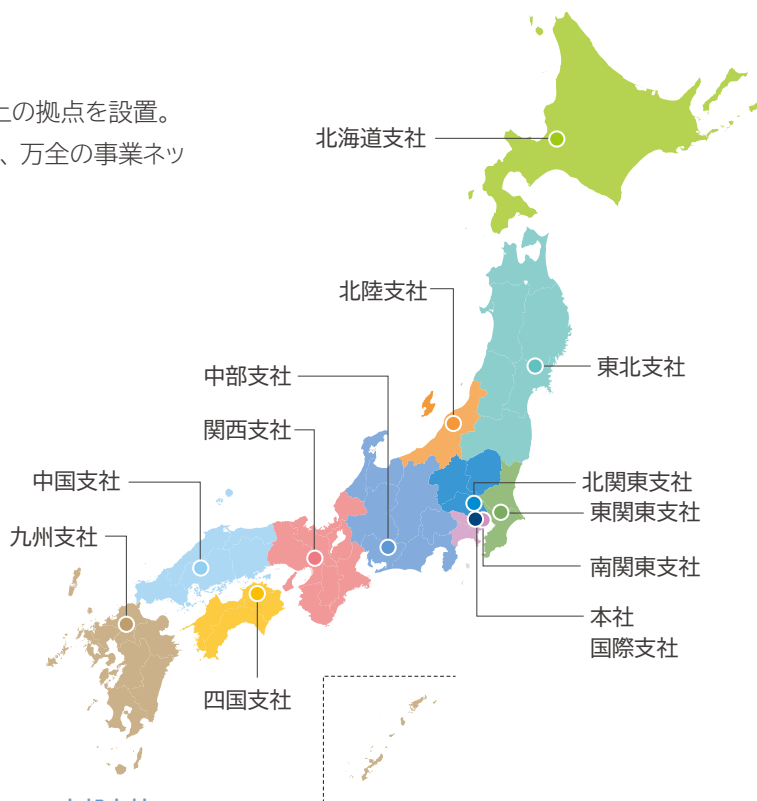 上の拠点を設置。
、万全の事業ネッ
北海道支社
北陸支社
東北支社
中部支社
関西支社
中国支社
九州支社
北関東支社
東関東支社
南関東支社
本社
国際支社
四国支社